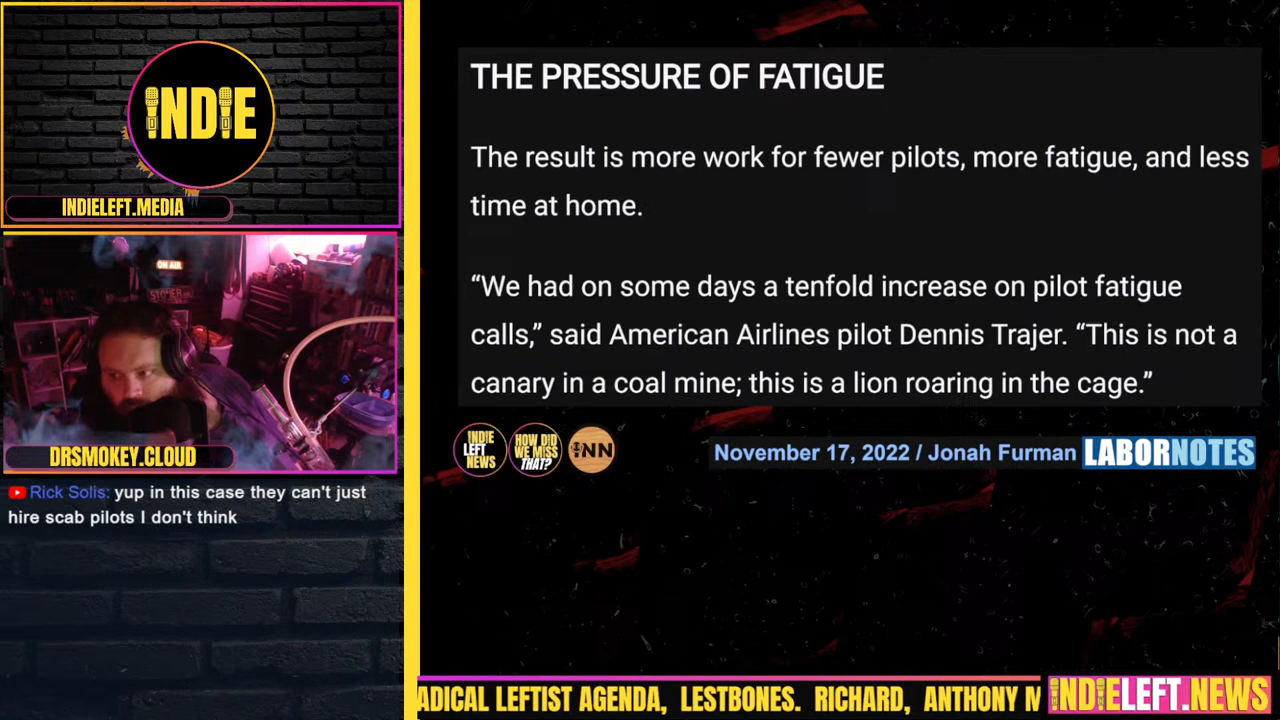 INDIE
INDIELEFT.MEDIA
ON AIR
DRSMOKEY.CLOUD
Rick Solis: yup in this case they can't just
hire scab pilots I don't think
THE PRESSURE OF FATIGUE
The result is more work for fewer pilots, more fatigue, and less
time at home.
“We had on some days a tenfold increase on pilot fatigue
calls,” said American Airlines pilot Dennis Trajer. “This is not a
canary in a coal mine; this is a lion roaring in the cage.”
INDIE
LEFT
NEWS
HOW DID
WE MISS
THAT?
INN
November 17, 2022 / Jonah Furman LABORNOTES
ADICAL LEFTIST AGENDA, LESTBONES. RICHARD, ANTHONY M
INDIELEFT.NEWS